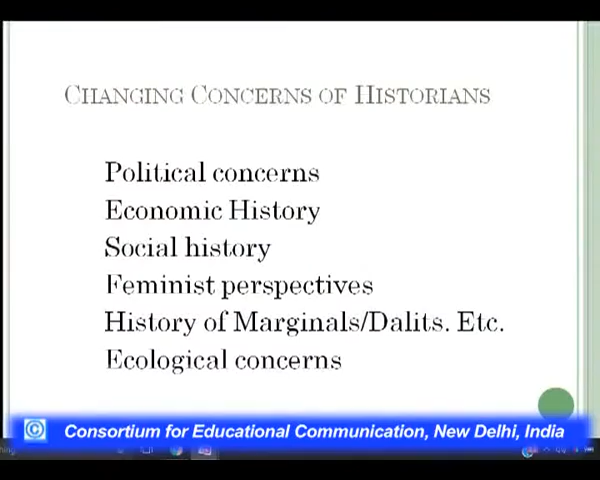 CHANGING CONCERNS OF HISTORIANS
Political concerns
Economic History
Social history
Feminist perspectives
History of Marginals/Dalits. Etc.
Ecological concerns
© Consortium for Educational Communication, New Delhi, India